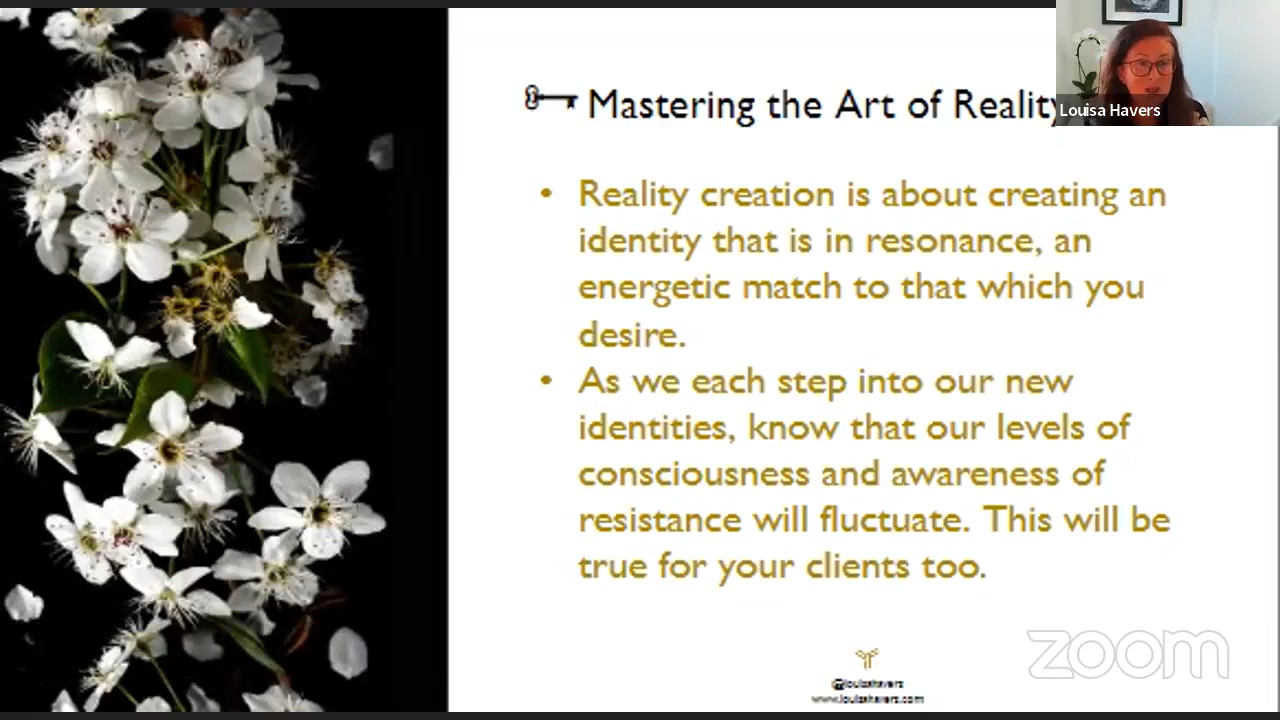 Mastering the Art of Reality
Louisa Havers
• Reality creation is about creating an
identity that is in resonance, an
energetic match to that which you
desire.
• As we each step into our new
identities, know that our levels of
consciousness and awareness of
resistance will fluctuate. This will be
true for your clients too.
zoom
@louisahavers
www.louisahavers.com